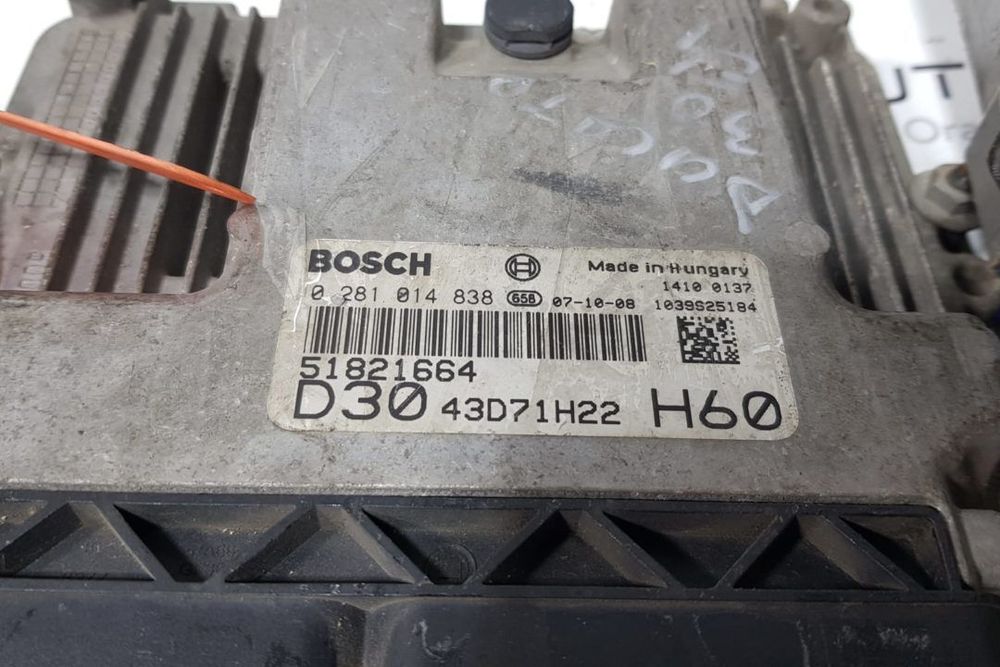 UT
BOSCH Made in Hungary
1410 0137
0 281 014 838 658 07-10-08 1039S25184
51821664
D30 43D71H22 H60